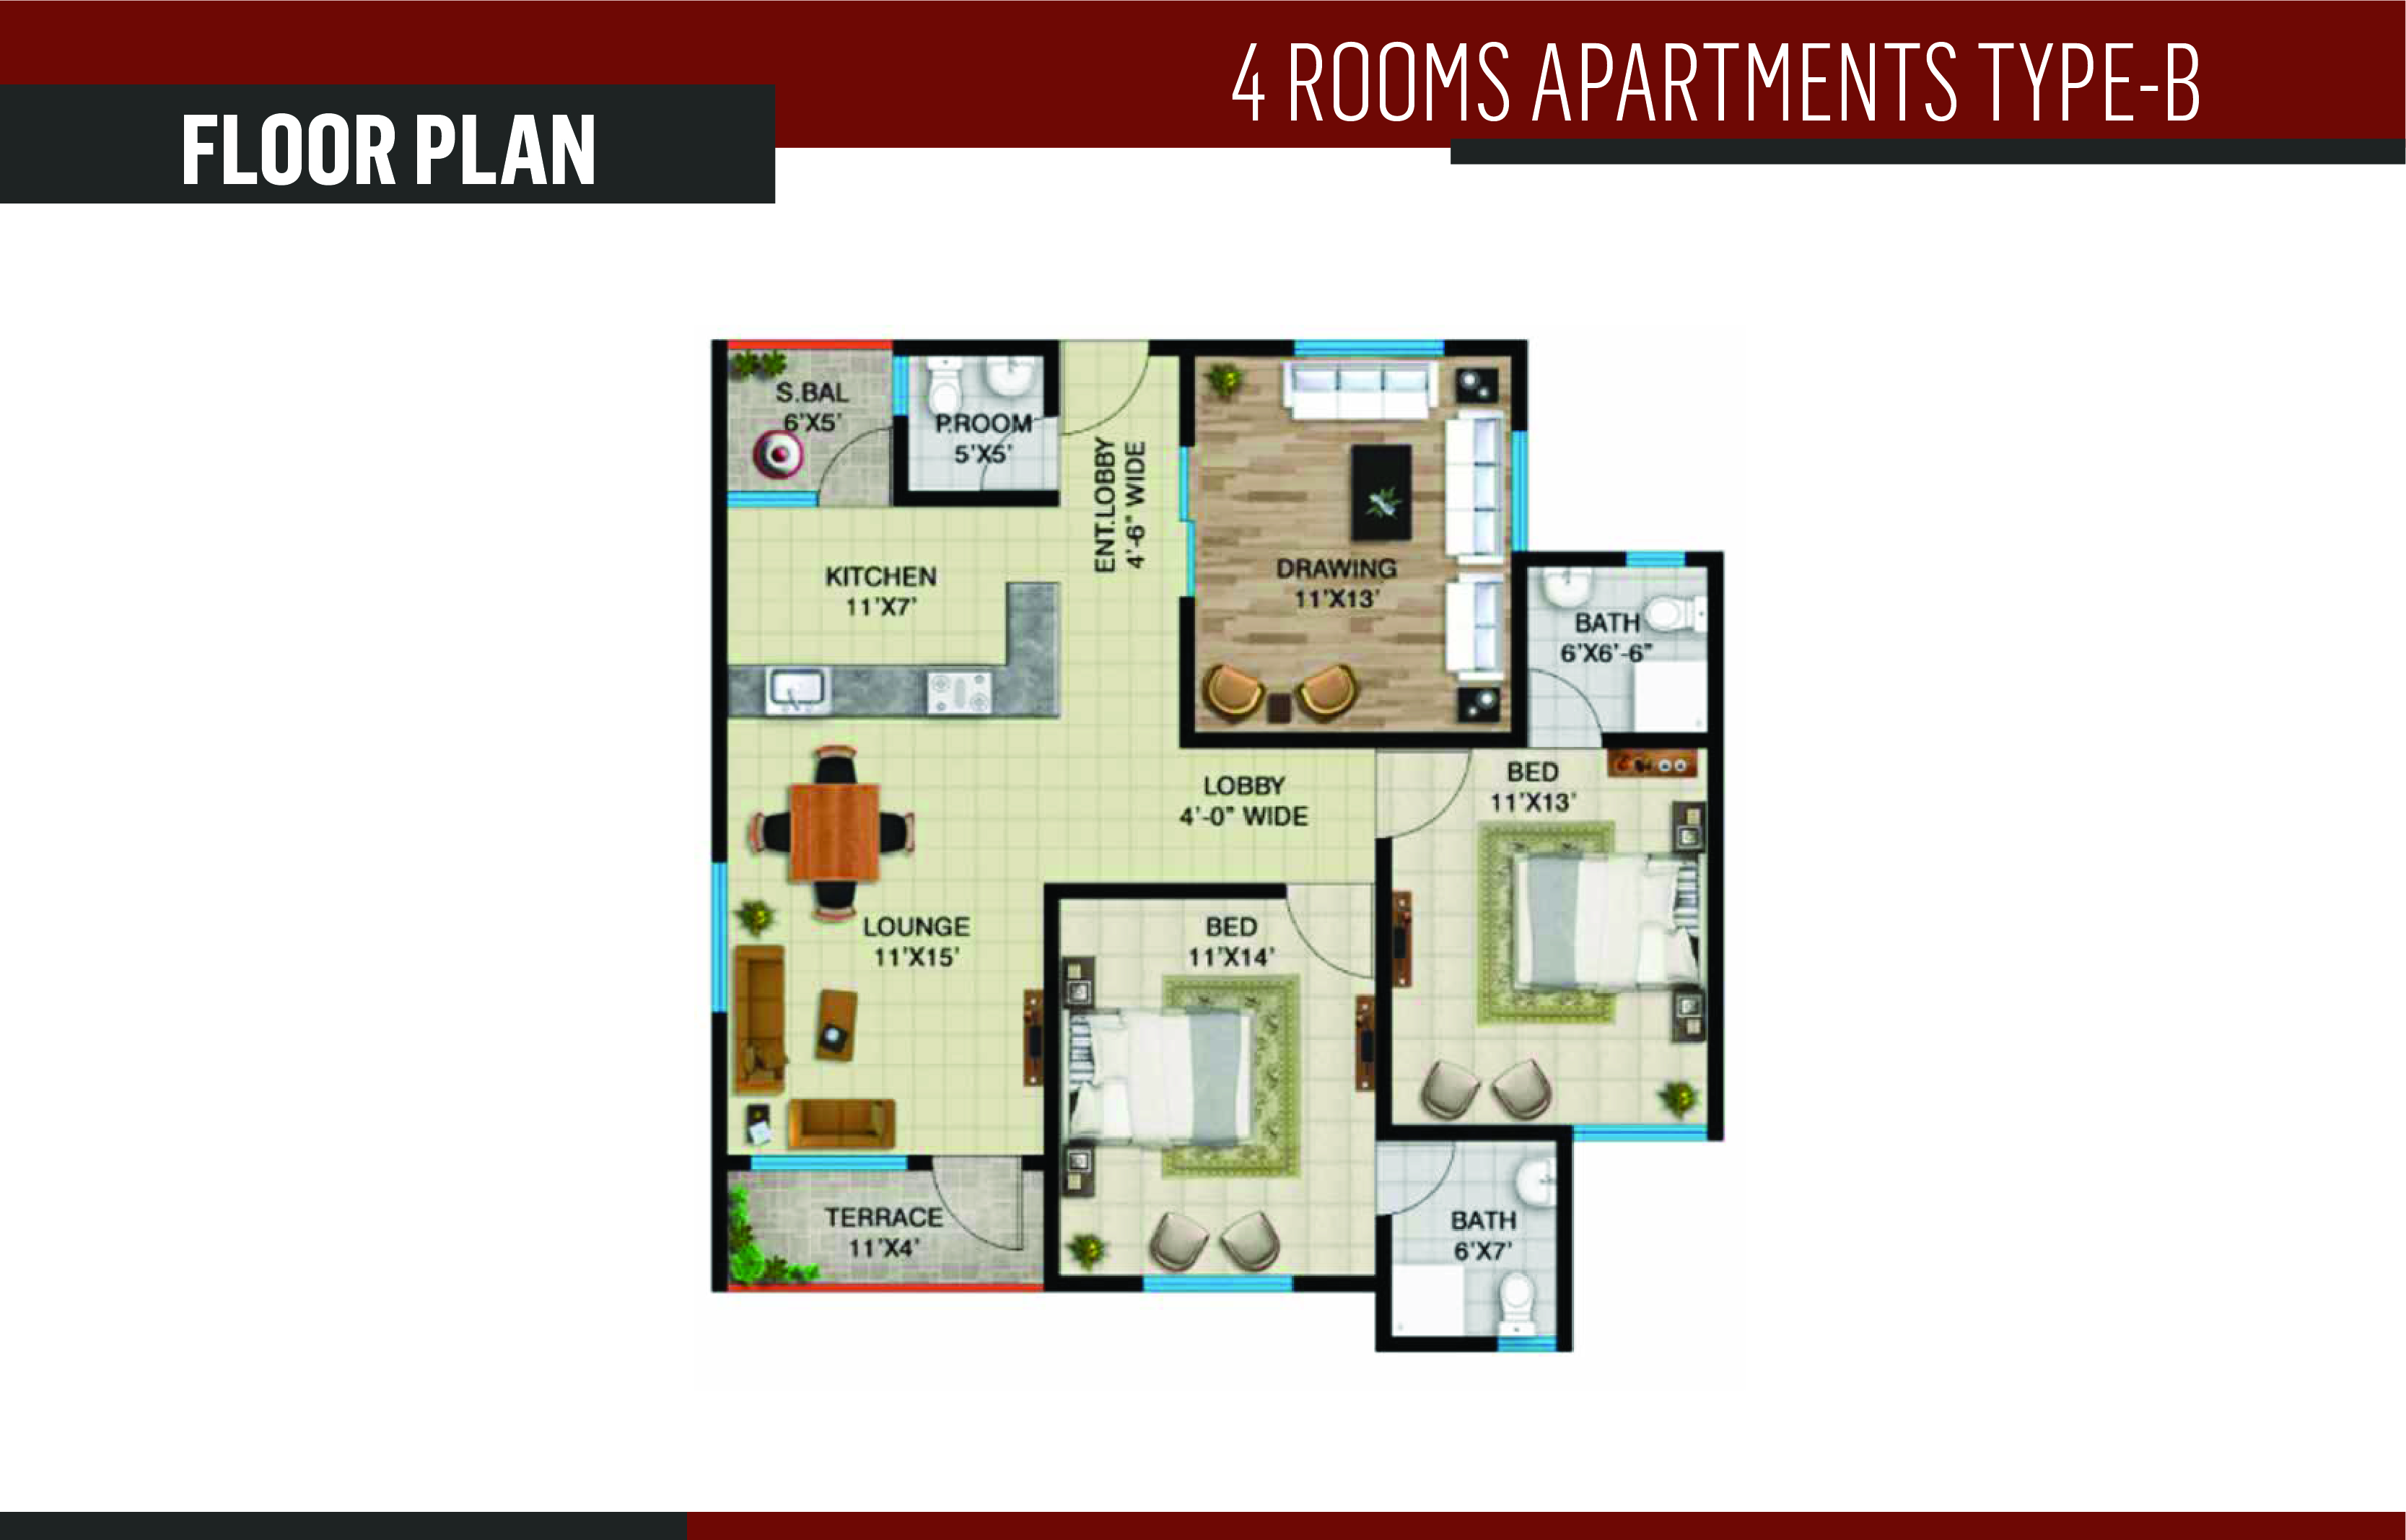 4 ROOMS APARTMENTS TYPE-B
FLOOR PLAN
S.BAL
6'X5'
P.ROOM
5'X5'
ENT.LOBBY
4'-6" WIDE
KITCHEN
11'X7'
DRAWING
11'X13'
BATH
6'X6'-6"
LOBBY
4'-0" WIDE
BED
11'X13'
LOUNGE
11'X15'
BED
11'X14'
TERRACE
11'X4'
BATH
6'X7'